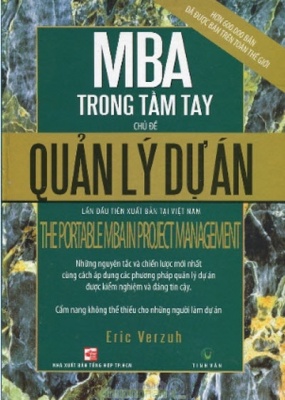 HƠN 600.000 BẢN
ĐÃ ĐƯỢC BÁN TRÊN TOÀN THẾ GIỚI
MBA
TRONG TẦM TAY
CHỦ ĐỀ
QUẢN LÝ DỰ ÁN
LẦN ĐẦU TIÊN XUẤT BẢN TẠI VIỆT NAM
THE PORTABLE MBA IN PROJECT MANAGEMENT
Những nguyên tắc và chiến lược mới nhất
cùng cách áp dụng các phương pháp quản lý dự án
được kiểm nghiệm và đáng tin cậy.
Cẩm nang không thể thiếu cho những người làm dự án
Eric Verzuh
NHÀ XUẤT BẢN TỔNG HỢP TP.HCM
TINH VĂN